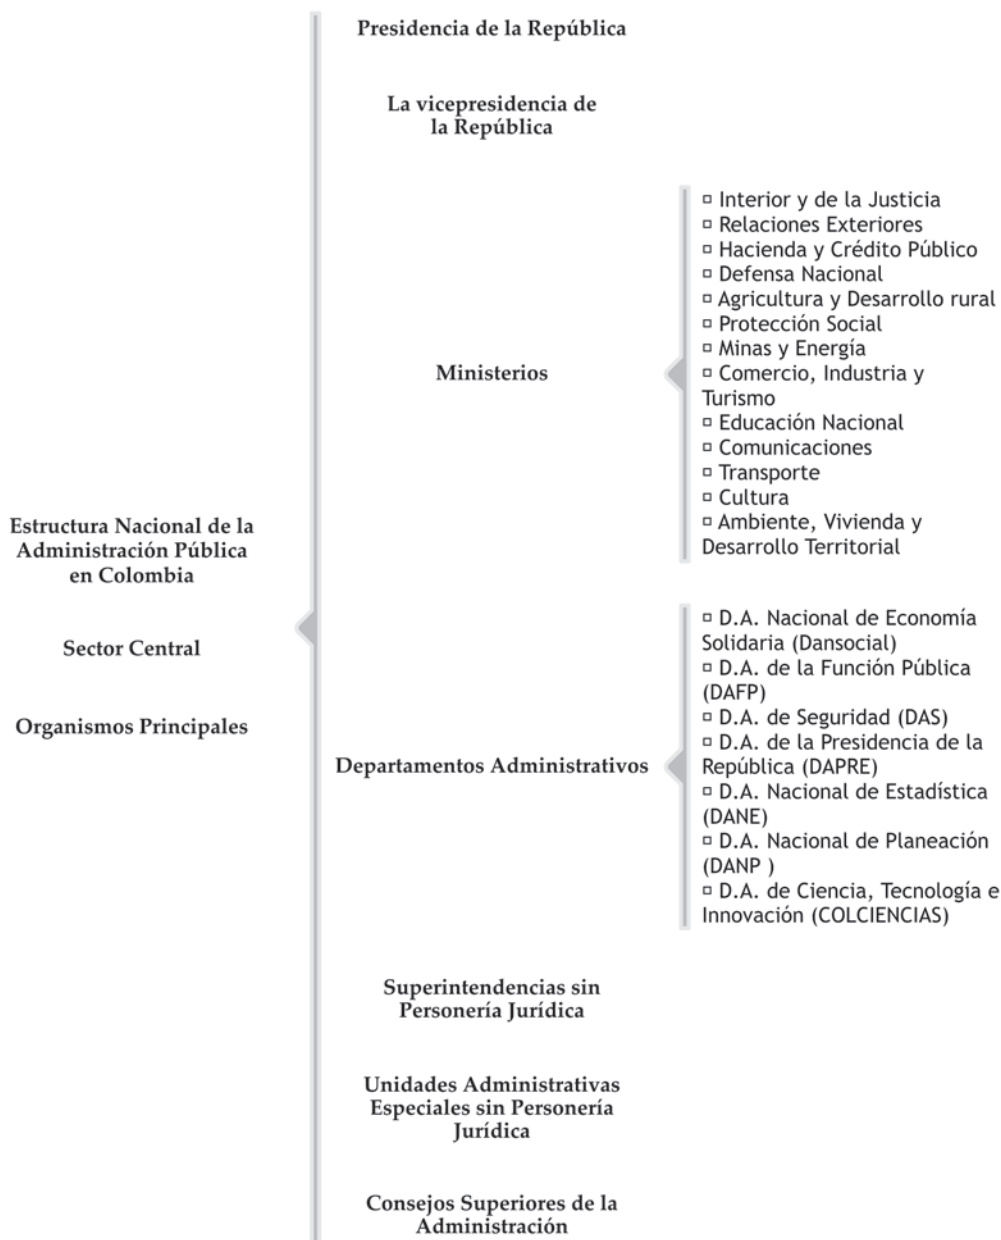 Presidencia de la República
La vicepresidencia de
la República
Ministerios
▫ Interior y de la Justicia
▫ Relaciones Exteriores
▫ Hacienda y Crédito Público
▫ Defensa Nacional
▫ Agricultura y Desarrollo rural
▫ Protección Social
▫ Minas y Energía
▫ Comercio, Industria y
Turismo
▫ Educación Nacional
▫ Comunicaciones
▫ Transporte
▫ Cultura
▫ Ambiente, Vivienda y
Desarrollo Territorial
Estructura Nacional de la
Administración Pública
en Colombia
Sector Central
Organismos Principales
Departamentos Administrativos
▫ D.A. Nacional de Economía
Solidaria (Dansocial)
▫ D.A. de la Función Pública
(DAFP)
▫ D.A. de Seguridad (DAS)
▫ D.A. de la Presidencia de la
República (DAPRE)
▫ D.A. Nacional de Estadística
(DANE)
▫ D.A. Nacional de Planeación
(DANP )
▫ D.A. de Ciencia, Tecnología e
Innovación (COLCIENCIAS)
Superintendencias sin
Personería Jurídica
Unidades Administrativas
Especiales sin Personería
Jurídica
Consejos Superiores de la
Administración